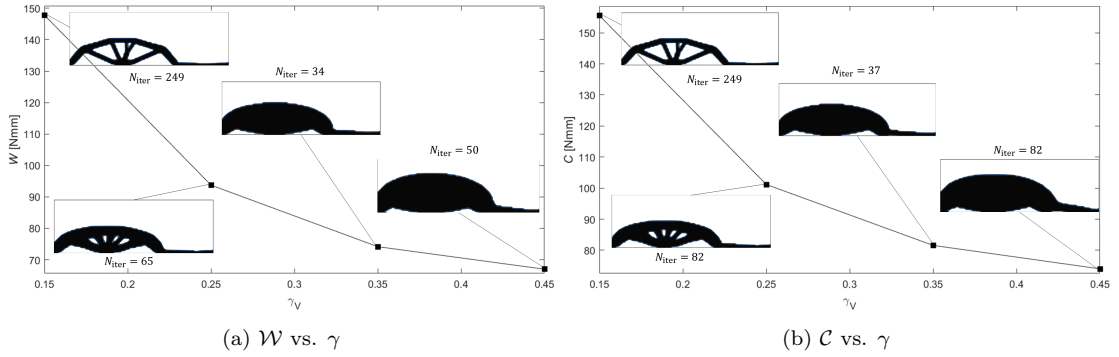 150
140
130
120
110
100
90
80
70
W [Nmm]
N_iter = 249
N_iter = 34
N_iter = 50
N_iter = 65
0.15 0.2 0.25 0.3 0.35 0.4 0.45
γ_V
(a) 𝒲 vs. γ
150
140
130
120
110
100
90
80
C [Nmm]
N_iter = 249
N_iter = 37
N_iter = 82
N_iter = 82
0.15 0.2 0.25 0.3 0.35 0.4 0.45
γ_V
(b) 𝒞 vs. γ